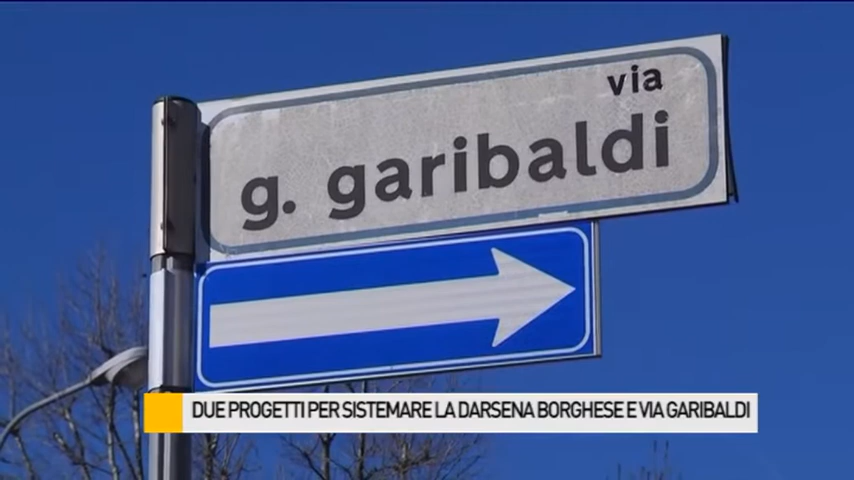 via
g. garibaldi
DUE PROGETTI PER SISTEMARE LA DARSENA BORGHESE E VIA GARIBALDI